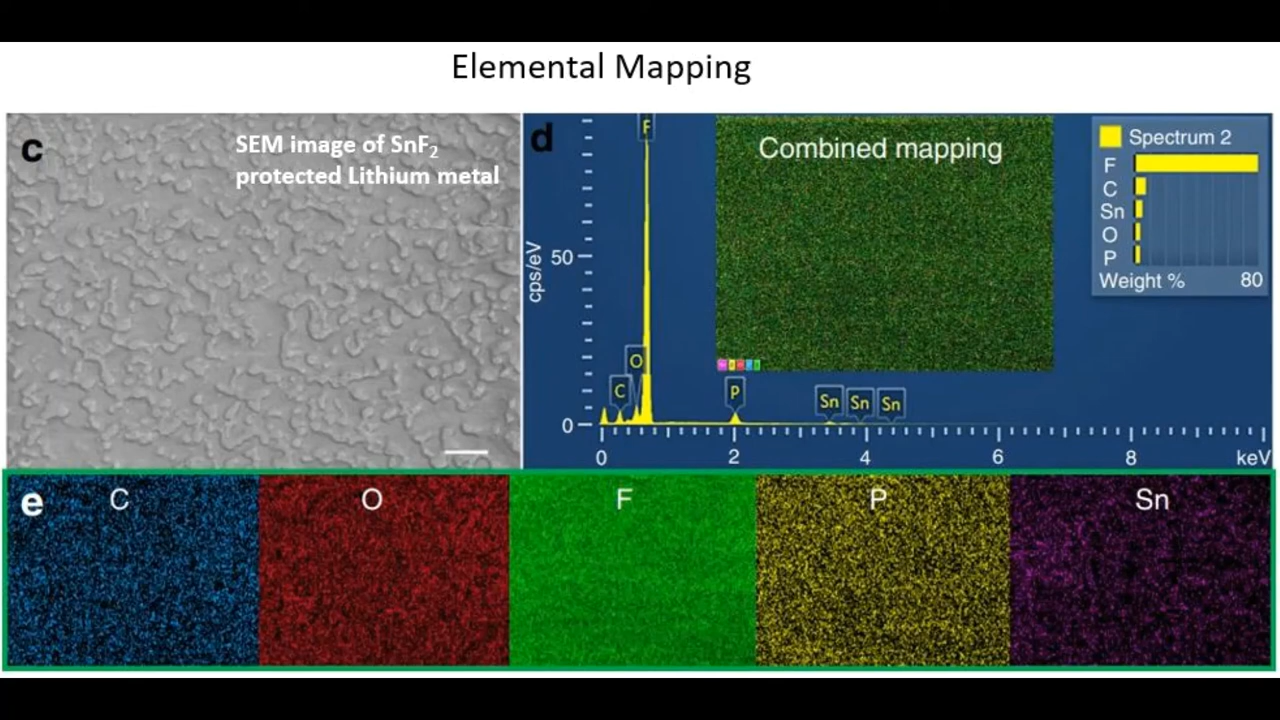 Elemental Mapping
c
SEM image of SnF₂
protected Lithium metal
d
F
O
C
P
Sn
Sn
Sn
cps/eV
50
0
0
2
4
6
8
keV
Combined mapping
Spectrum 2
F
C
Sn
O
P
Weight %
80
e
C
O
F
P
Sn